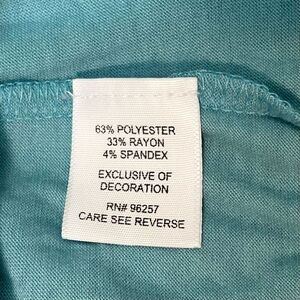 63% POLYESTER
33% RAYON
4% SPANDEX
EXCLUSIVE OF
DECORATION
RN# 96257
CARE SEE REVERSE